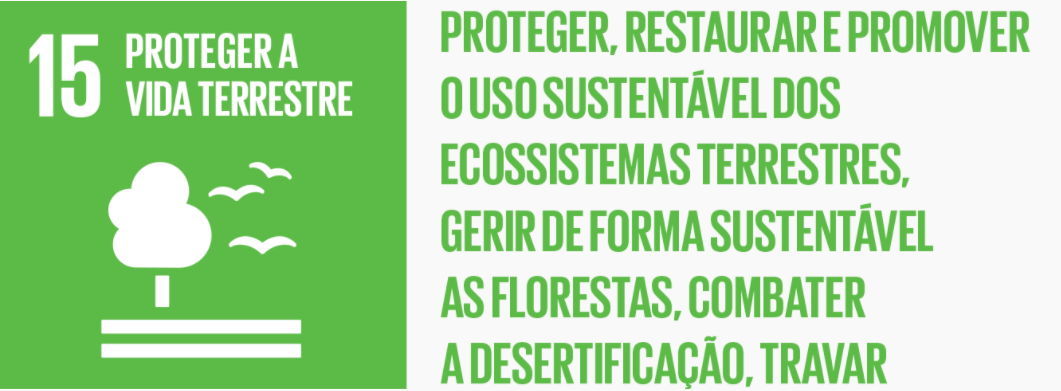 15 PROTEGER A
VIDA TERRESTRE
PROTEGER, RESTAURAR E PROMOVER
O USO SUSTENTÁVEL DOS
ECOSSISTEMAS TERRESTRES,
GERIR DE FORMA SUSTENTÁVEL
AS FLORESTAS, COMBATER
A DESERTIFICAÇÃO, TRAVAR